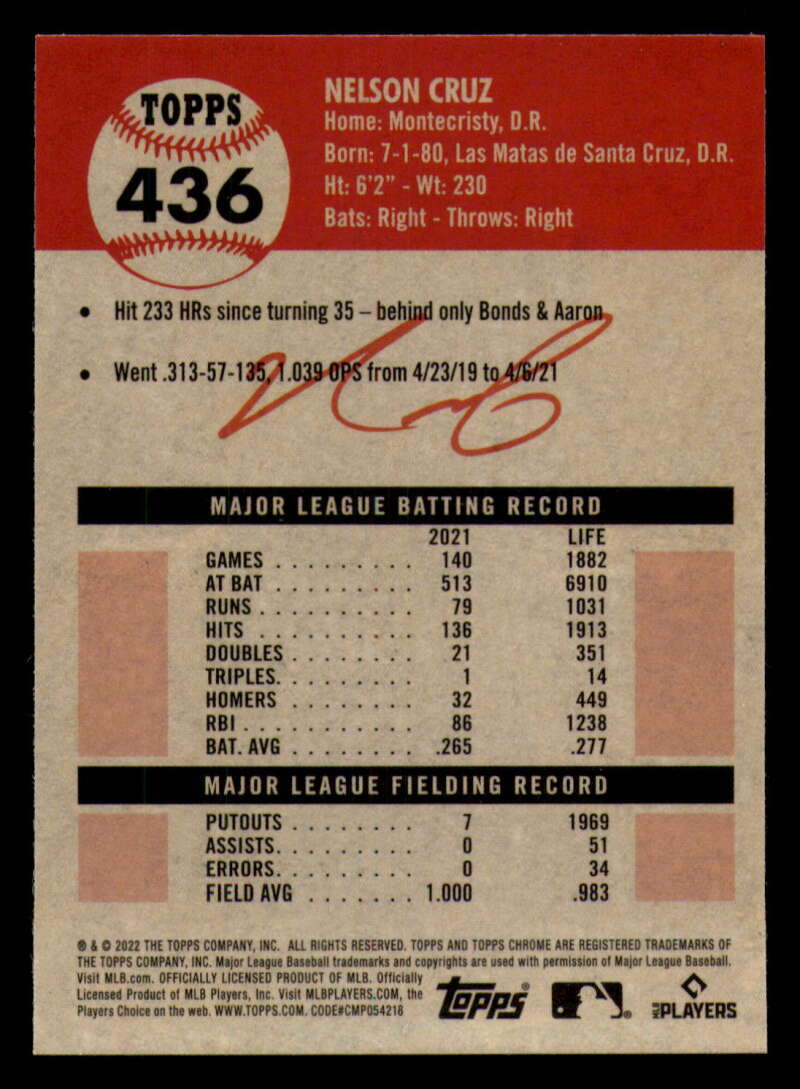 TOPPS
436
NELSON CRUZ
Home: Montecristy, D.R.
Born: 7-1-80, Las Matas de Santa Cruz, D.R.
Ht: 6'2" - Wt: 230
Bats: Right - Throws: Right
• Hit 233 HRs since turning 35 – behind only Bonds & Aaron
• Went .313-57-135, 1.039 OPS from 4/23/19 to 4/6/21
MAJOR LEAGUE BATTING RECORD
2021 LIFE
GAMES . . . . . . . . . 140 1882
AT BAT . . . . . . . . . 513 6910
RUNS . . . . . . . . . . 79 1031
HITS . . . . . . . . . . 136 1913
DOUBLES . . . . . . . . 21 351
TRIPLES. . . . . . . . . 1 14
HOMERS . . . . . . . . 32 449
RBI . . . . . . . . . . . 86 1238
BAT. AVG . . . . . . . . .265 .277
MAJOR LEAGUE FIELDING RECORD
PUTOUTS . . . . . . . . 7 1969
ASSISTS. . . . . . . . . 0 51
ERRORS. . . . . . . . . 0 34
FIELD AVG . . . . . . . 1.000 .983
® & © 2022 THE TOPPS COMPANY, INC. ALL RIGHTS RESERVED. TOPPS AND TOPPS CHROME ARE REGISTERED TRADEMARKS OF
THE TOPPS COMPANY, INC. Major League Baseball trademarks and copyrights are used with permission of Major League Baseball.
Visit MLB.com. OFFICIALLY LICENSED PRODUCT OF MLB. Officially
Licensed Product of MLB Players, Inc. Visit MLBPLAYERS.COM, the
Players Choice on the web. WWW.TOPPS.COM. CODE#CMP054218
topps®
MLB PLAYERS